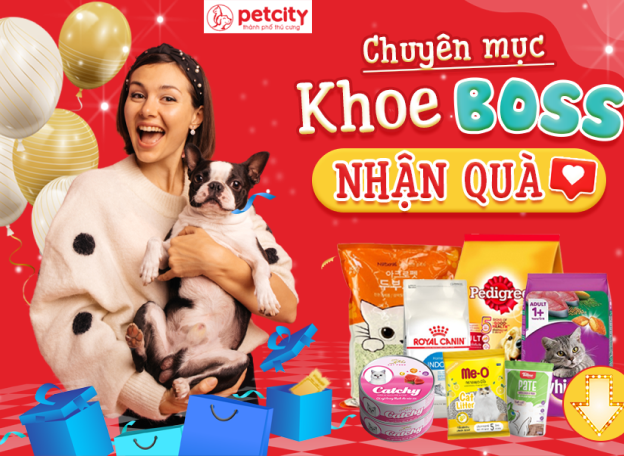 petcity
thành phố thú cưng
Chuyên mục
Khoe BOSS
NHẬN QUÀ
Pedigree
ADULT
1+
ROYAL CANIN
Catchy
Me-O
Cat
Litter
PATE